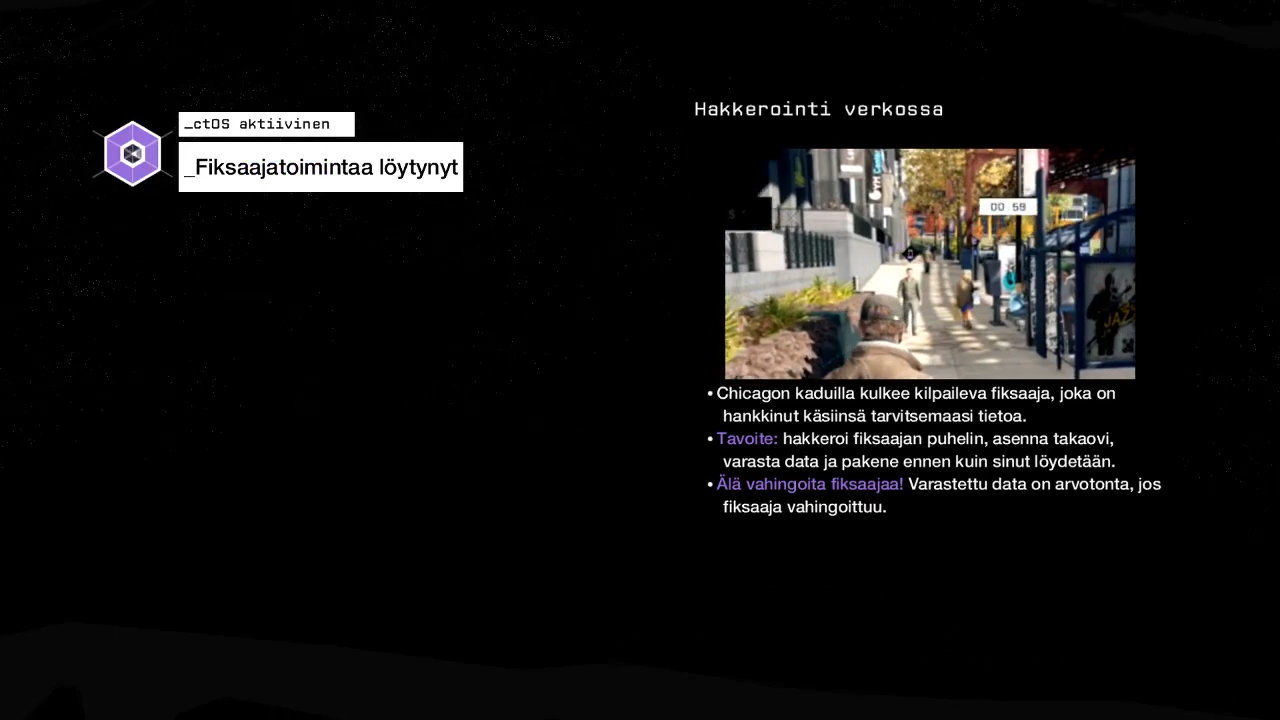 _ctOS aktiivinen
_Fiksaajatoimintaa löytynyt
Hakkerointi verkossa
00 59
JAZZ
• Chicagon kaduilla kulkee kilpaileva fiksaaja, joka on
hankkinut käsiinsä tarvitsemaasi tietoa.
• Tavoite: hakkeroi fiksaajan puhelin, asenna takaovi,
varasta data ja pakene ennen kuin sinut löydetään.
• Älä vahingoita fiksaajaa! Varastettu data on arvotonta, jos
fiksaaja vahingoittuu.